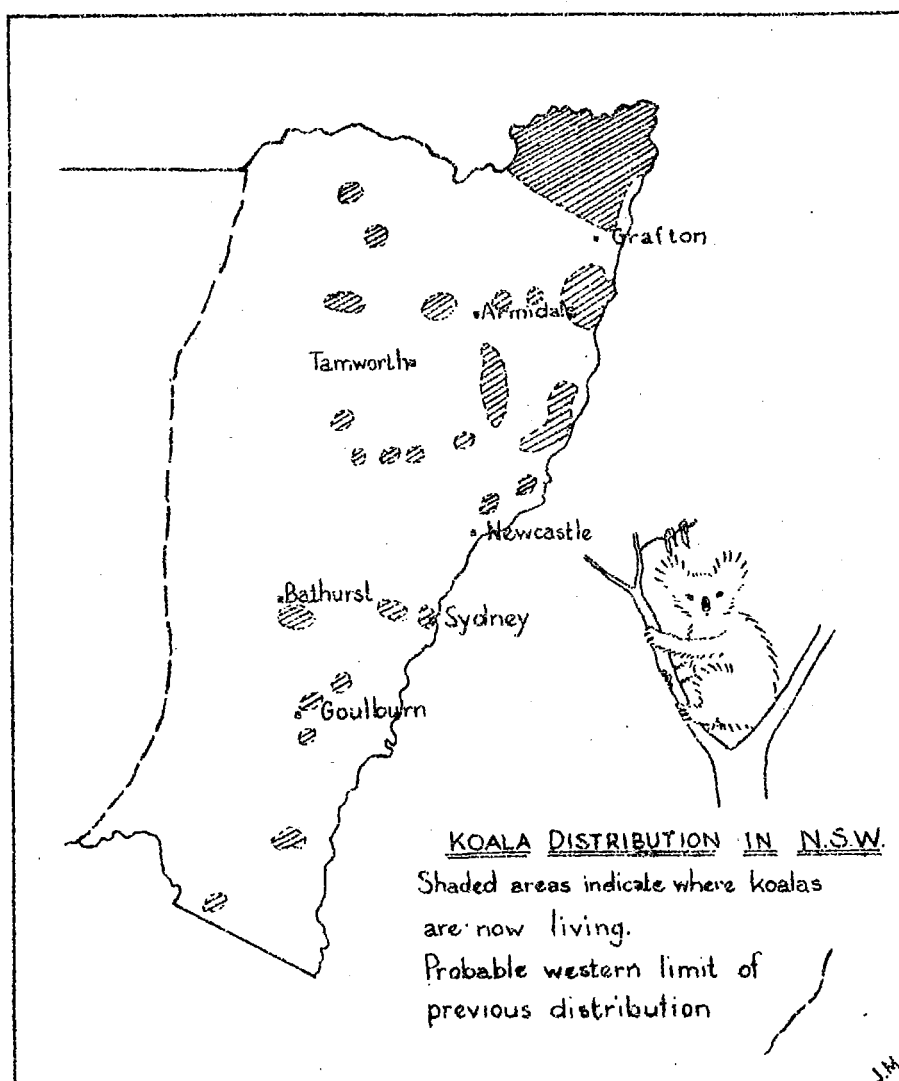 Grafton
Armidale
Tamworth
Newcastle
Bathurst
Sydney
Goulburn
KOALA DISTRIBUTION IN N.S.W.
Shaded areas indicate where koalas
are now living.
Probable western limit of
previous distribution
J.M